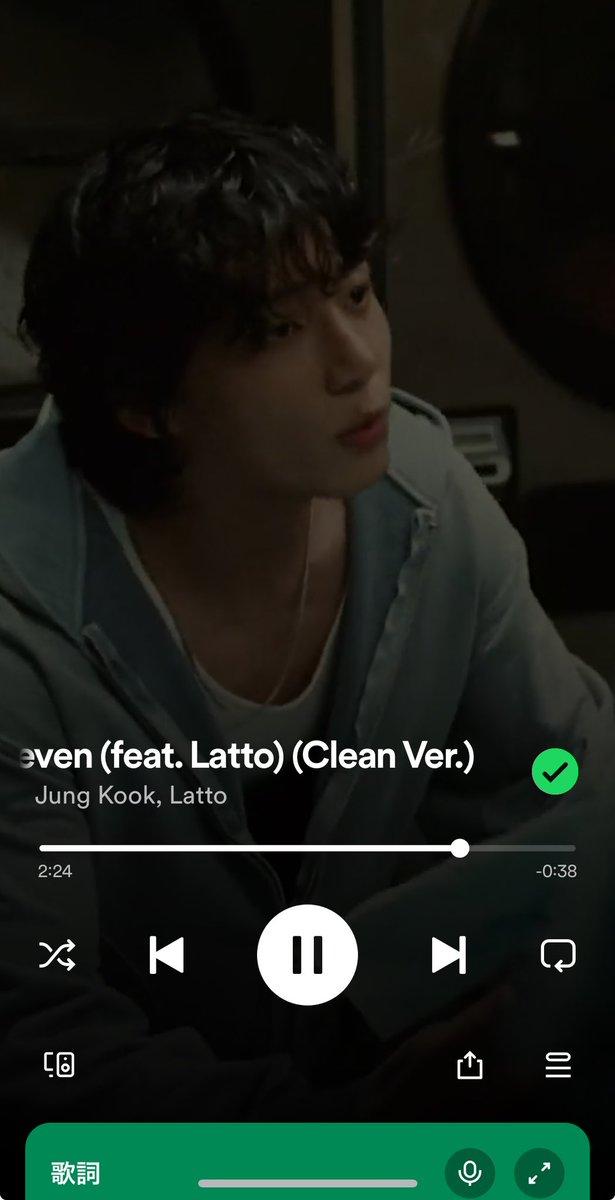 even (feat. Latto) (Clean Ver.)
Jung Kook, Latto
2:24
-0:38
歌詞